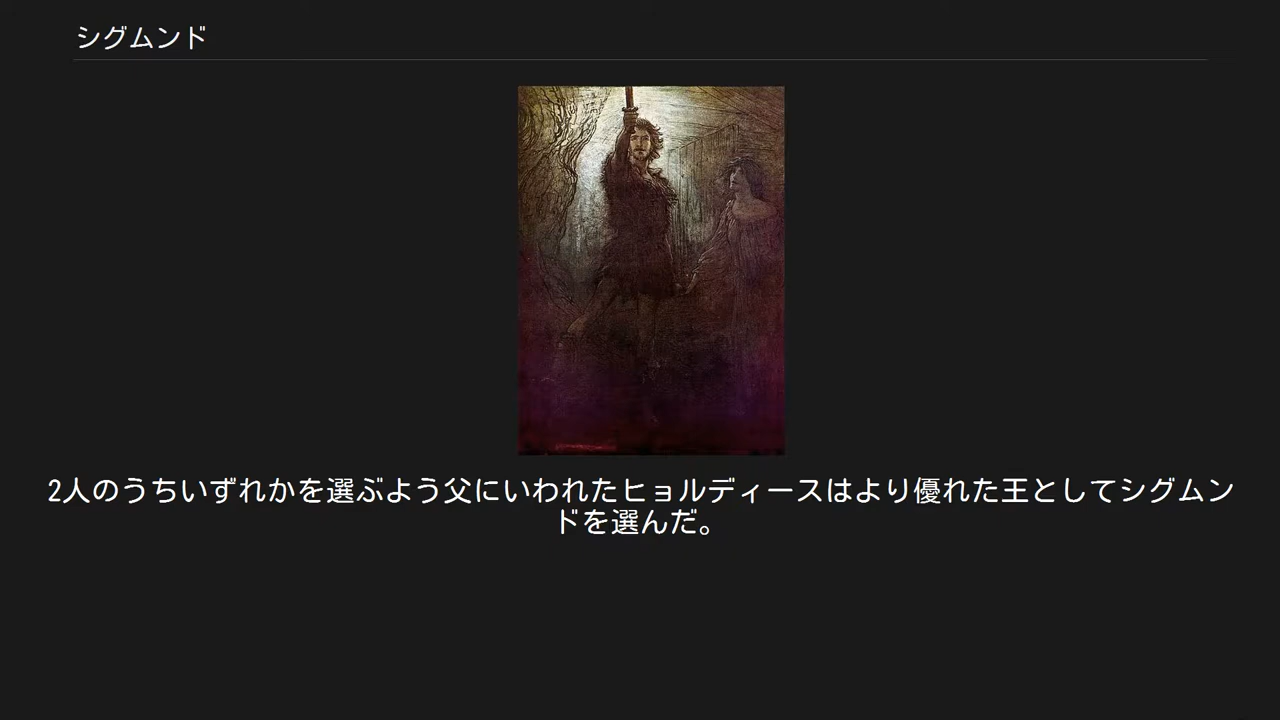 シグムンド
2人のうちいずれかを選ぶよう父にいわれたヒョルディースはより優れた王としてシグムン
ドを選んだ。